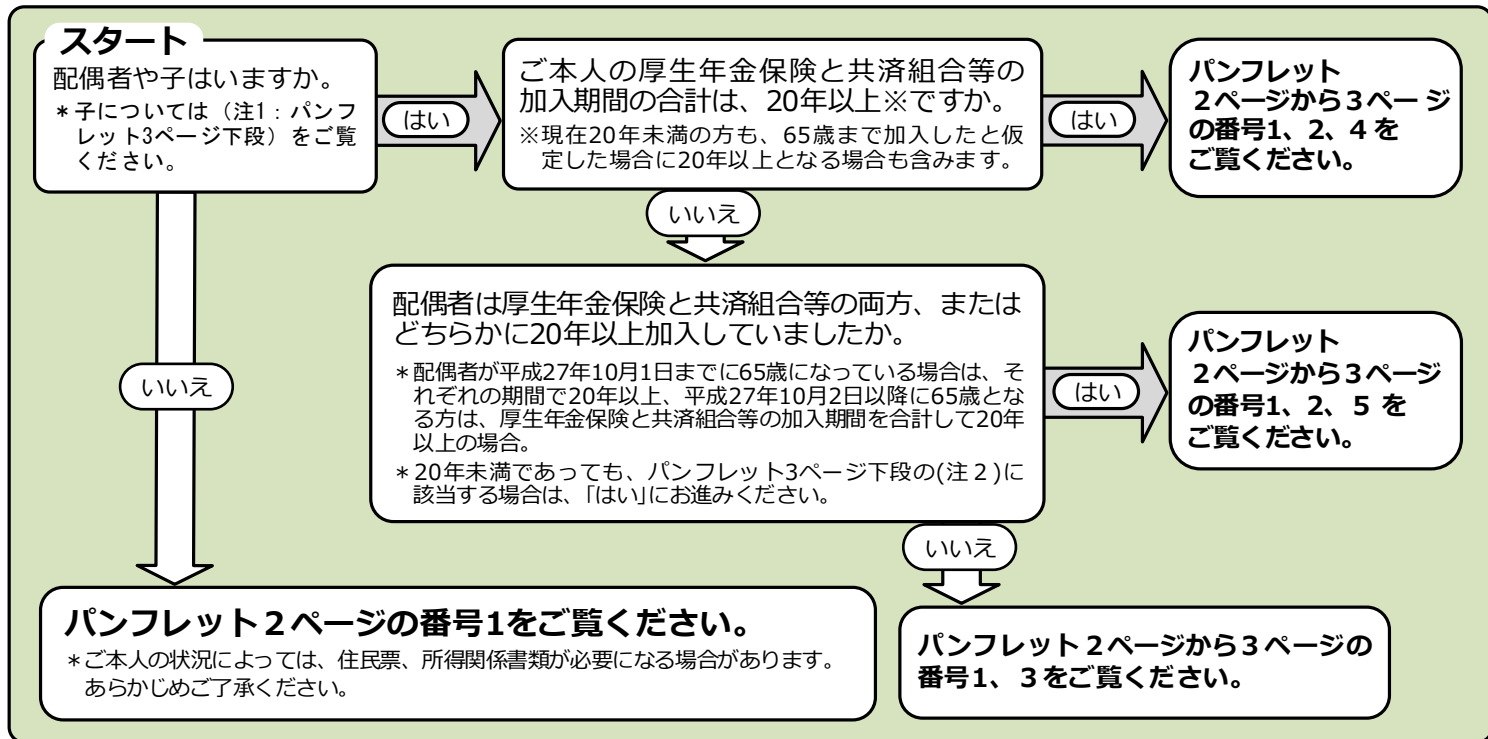 スタート
配偶者や子はいますか。
＊子については（注1：パンフ
レット3ページ下段）をご覧
ください。
はい
ご本人の厚生年金保険と共済組合等の
加入期間の合計は、20年以上※ですか。
※現在20年未満の方も、65歳まで加入したと仮
定した場合に20年以上となる場合も含みます。
はい
パンフレット
２ページから３ページ
の番号1、2、４を
ご覧ください。
いいえ
配偶者は厚生年金保険と共済組合等の両方、または
どちらかに20年以上加入していましたか。
＊配偶者が平成27年10月1日までに65歳になっている場合は、そ
れぞれの期間で20年以上、平成27年10月2日以降に65歳とな
る方は、厚生年金保険と共済組合等の加入期間を合計して20年
以上の場合。
＊20年未満であっても、パンフレット3ページ下段の(注２)に
該当する場合は、「はい」にお進みください。
はい
パンフレット
２ページから３ページ
の番号1、2、５ を
ご覧ください。
いいえ
いいえ
パンフレット２ページの番号1をご覧ください。
＊ご本人の状況によっては、住民票、所得関係書類が必要になる場合があります。
あらかじめご了承ください。
パンフレット２ページから３ページの
番号1、３をご覧ください。